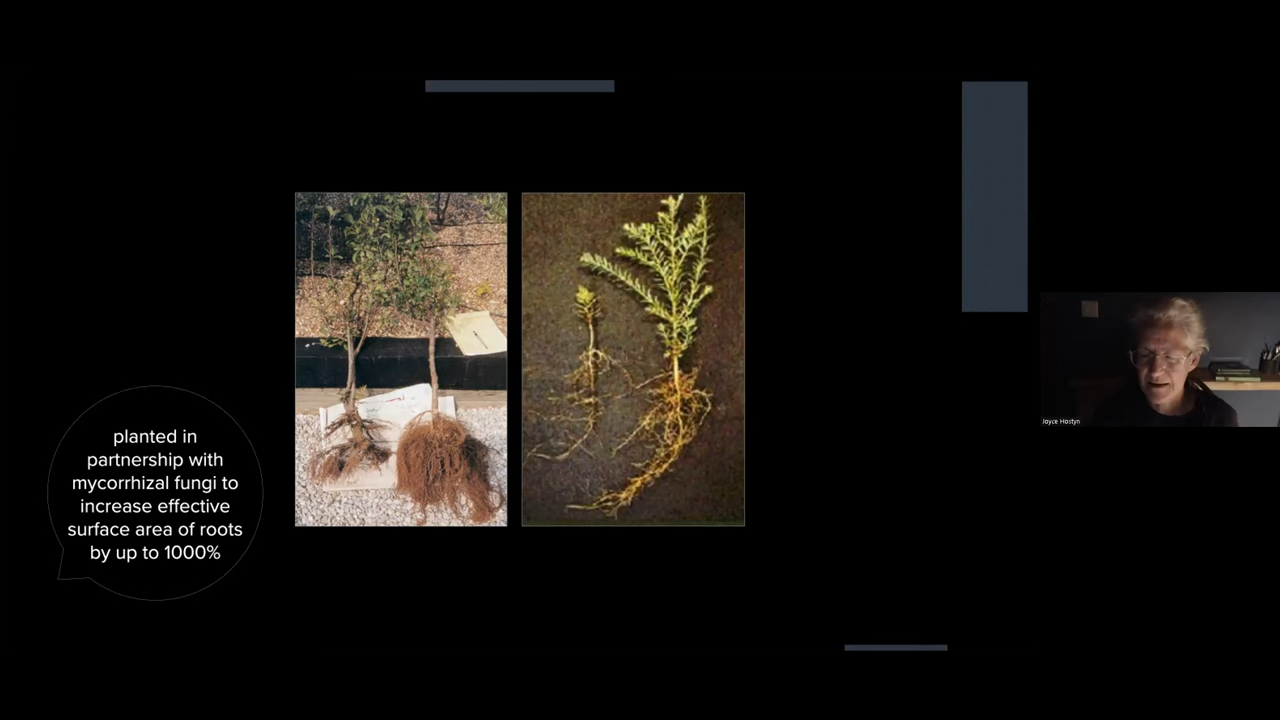 planted in
partnership with
mycorrhizal fungi to
increase effective
surface area of roots
by up to 1000%
Joyce Hostyn